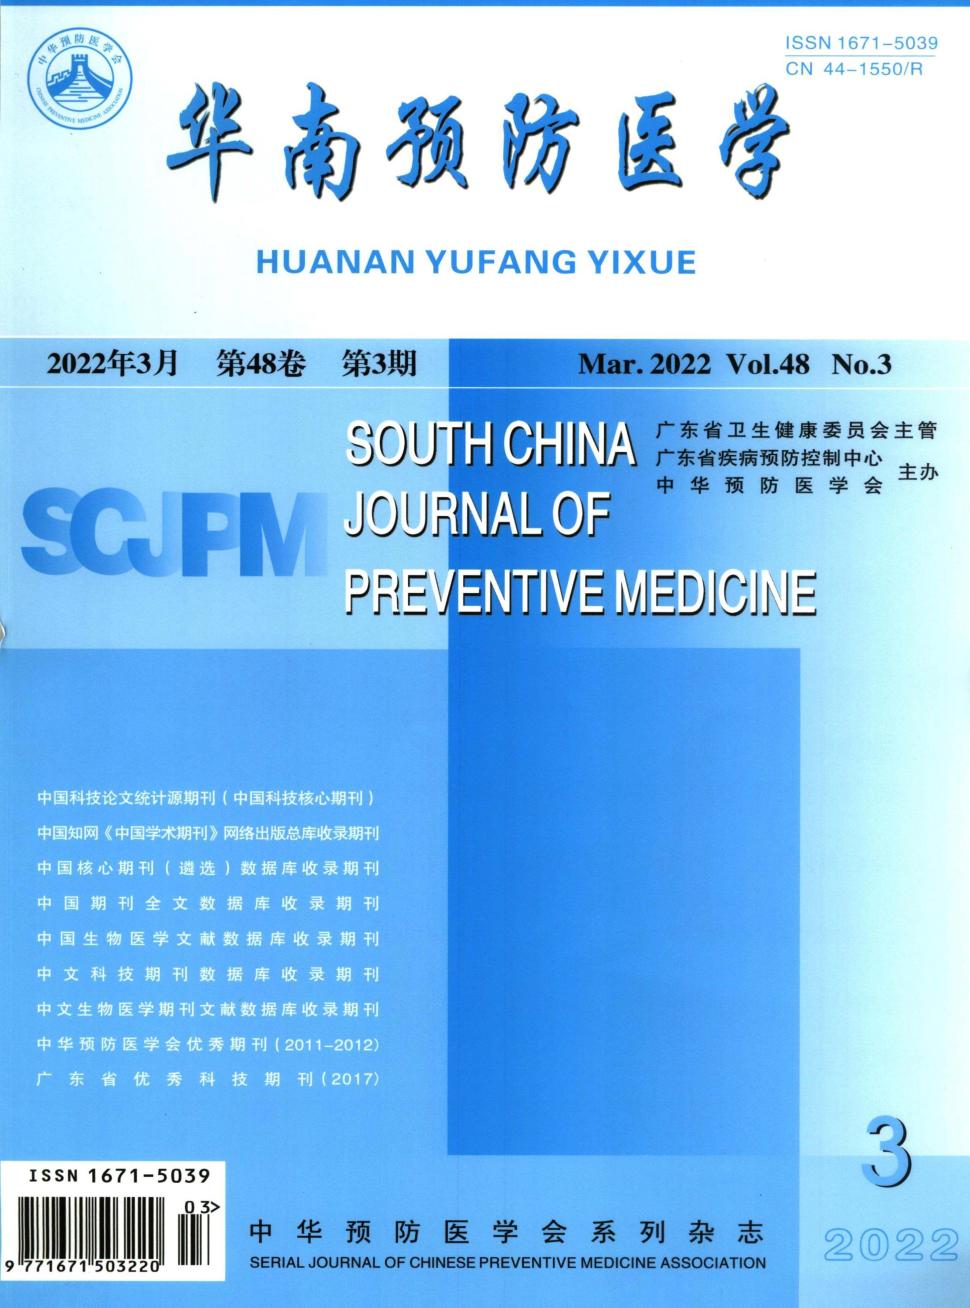 中华预防医学会
CHINESE PREVENTIVE MEDICINE ASSOCIATION
ISSN 1671-5039
CN 44-1550/R
华南预防医学
HUANAN YUFANG YIXUE
2022年3月 第48卷 第3期
Mar. 2022 Vol.48 No.3
SCJPM
SOUTH CHINA
JOURNAL OF
PREVENTIVE MEDICINE
广东省卫生健康委员会主管
广东省疾病预防控制中心
中华预防医学会
主办
中国科技论文统计源期刊(中国科技核心期刊)
中国知网《中国学术期刊》网络出版总库收录期刊
中国核心期刊(遴选)数据库收录期刊
中国期刊全文数据库收录期刊
中国生物医学文献数据库收录期刊
中文科技期刊数据库收录期刊
中文生物医学期刊文献数据库收录期刊
中华预防医学会优秀期刊(2011-2012)
广东省优秀科技期刊(2017)
3
2022
ISSN 1671-5039
03>
9 771671 503220
中华预防医学会系列杂志
SERIAL JOURNAL OF CHINESE PREVENTIVE MEDICINE ASSOCIATION